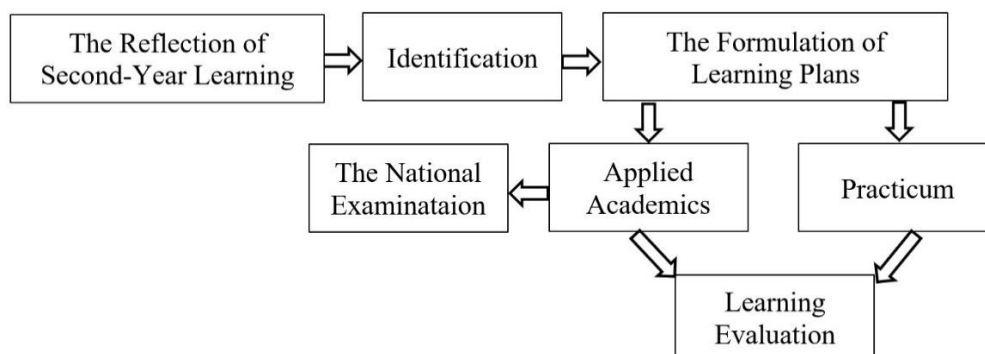 The Reflection of
Second-Year Learning
Identification
The Formulation of
Learning Plans
The National
Examinataion
Applied
Academics
Practicum
Learning
Evaluation